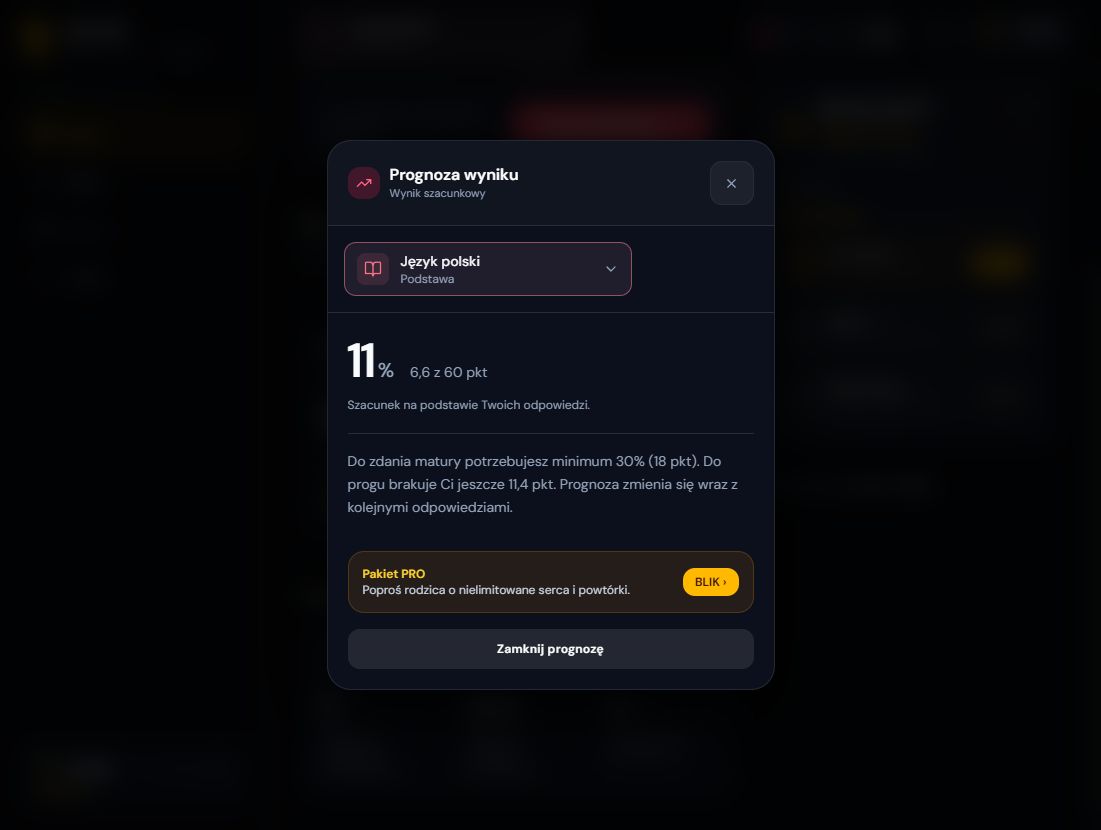 Prognoza wyniku
Wynik szacunkowy
Język polski
Podstawa
11% 6,6 z 60 pkt
Szacunek na podstawie Twoich odpowiedzi.
Do zdania matury potrzebujesz minimum 30% (18 pkt). Do
progu brakuje Ci jeszcze 11,4 pkt. Prognoza zmienia się wraz z
kolejnymi odpowiedziami.
Pakiet PRO
Poproś rodzica o nielimitowane serca i powtórki.
BLIK ›
Zamknij prognozę